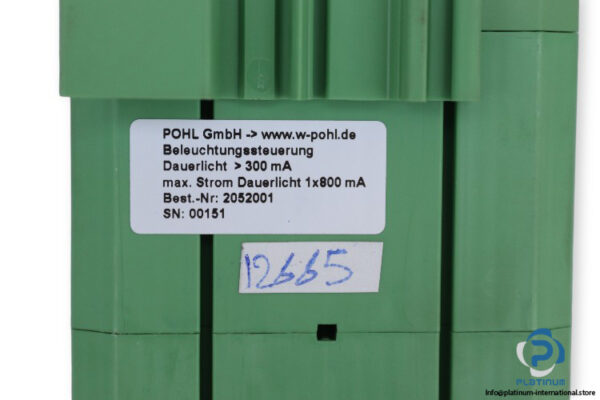 POHL GmbH -> www.w-pohl.de
Beleuchtungssteuerung
Dauerlicht > 300 mA
max. Strom Dauerlicht 1x800 mA
Best.-Nr: 2052001
SN: 00151
12665
PLATINUM
info@platinum-international.store